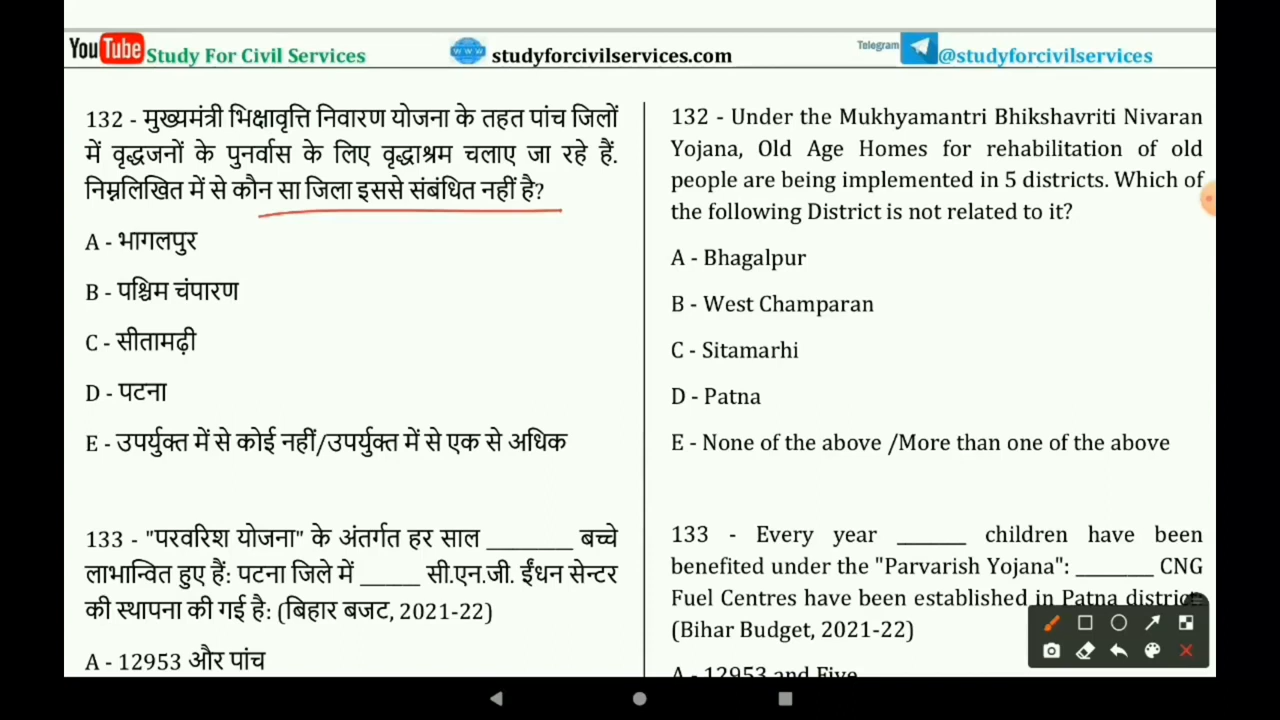 YouTube Study For Civil Services
WWW studyforcivilservices.com
Telegram @studyforcivilservices
132 - मुख्यमंत्री भिक्षावृत्ति निवारण योजना के तहत पांच जिलों
में वृद्धजनों के पुनर्वास के लिए वृद्धाश्रम चलाए जा रहे हैं.
निम्नलिखित में से कौन सा जिला इससे संबंधित नहीं है?
A - भागलपुर
B - पश्चिम चंपारण
C - सीतामढ़ी
D - पटना
E - उपर्युक्त में से कोई नहीं/उपर्युक्त में से एक से अधिक
133 - "परवरिश योजना" के अंतर्गत हर साल ________ बच्चे
लाभान्वित हुए हैं: पटना जिले में _____ सी.एन.जी. ईंधन सेन्टर
की स्थापना की गई है: (बिहार बजट, 2021-22)
A - 12953 और पांच
132 - Under the Mukhyamantri Bhikshavriti Nivaran
Yojana, Old Age Homes for rehabilitation of old
people are being implemented in 5 districts. Which of
the following District is not related to it?
A - Bhagalpur
B - West Champaran
C - Sitamarhi
D - Patna
E - None of the above /More than one of the above
133 - Every year ______ children have been
benefited under the "Parvarish Yojana": _______ CNG
Fuel Centres have been established in Patna district.
(Bihar Budget, 2021-22)
A - 12953 and Five